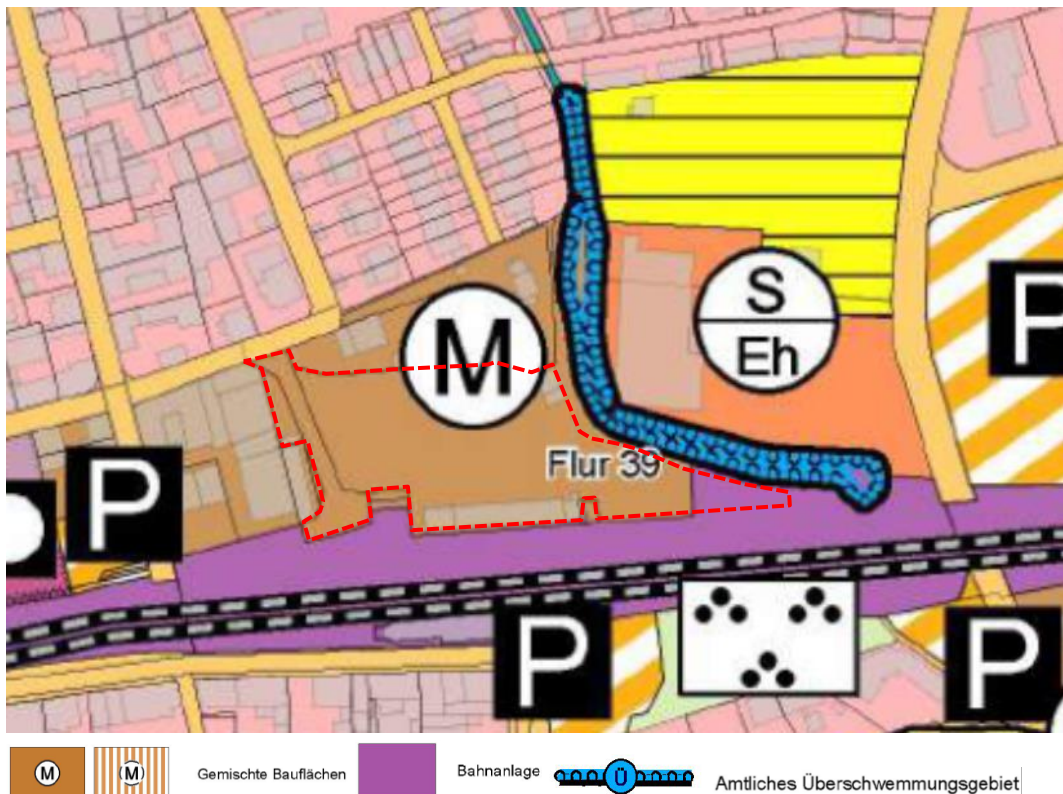 S
P
Eh
M
Flur 39
P
P
P
M
(M)
Gemischte Bauflächen
Bahnanlage
Ü
Amtliches Überschwemmungsgebiet